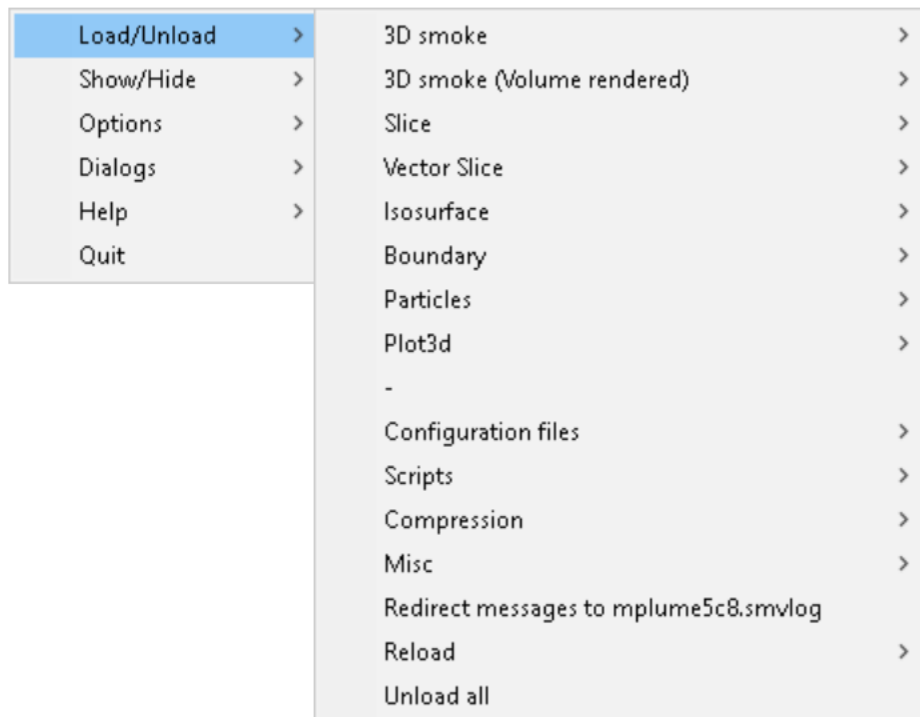 Load/Unload
Show/Hide
Options
Dialogs
Help
Quit
3D smoke
3D smoke (Volume rendered)
Slice
Vector Slice
Isosurface
Boundary
Particles
Plot3d
-
Configuration files
Scripts
Compression
Misc
Redirect messages to mplume5c8.smvlog
Reload
Unload all